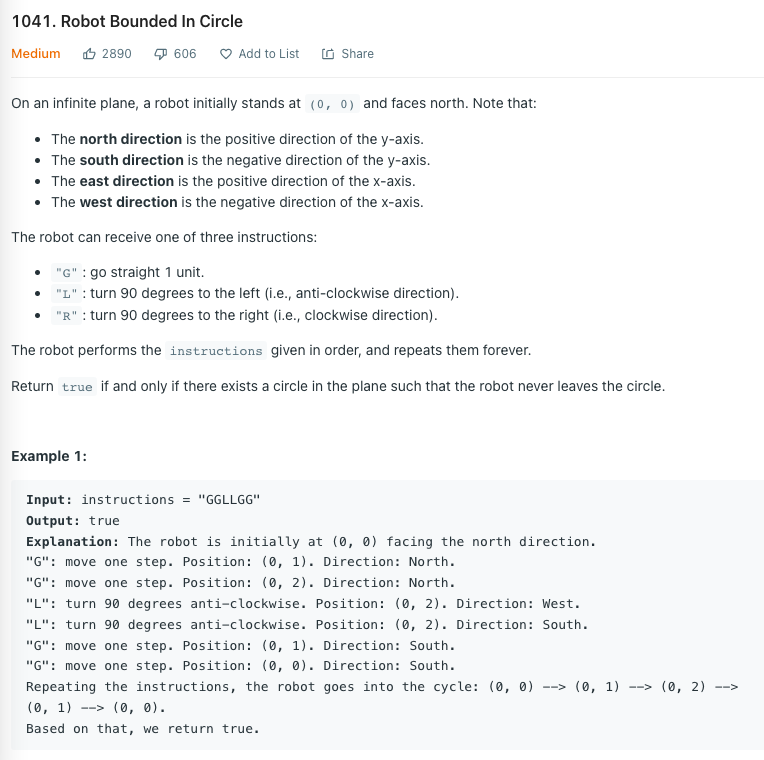 1041. Robot Bounded In Circle
Medium 2890 606 Add to List Share
On an infinite plane, a robot initially stands at (0, 0) and faces north. Note that:
• The north direction is the positive direction of the y-axis.
• The south direction is the negative direction of the y-axis.
• The east direction is the positive direction of the x-axis.
• The west direction is the negative direction of the x-axis.
The robot can receive one of three instructions:
• "G" : go straight 1 unit.
• "L" : turn 90 degrees to the left (i.e., anti-clockwise direction).
• "R" : turn 90 degrees to the right (i.e., clockwise direction).
The robot performs the instructions given in order, and repeats them forever.
Return true if and only if there exists a circle in the plane such that the robot never leaves the circle.
Example 1:
Input: instructions = "GGLLGG"
Output: true
Explanation: The robot is initially at (0, 0) facing the north direction.
"G": move one step. Position: (0, 1). Direction: North.
"G": move one step. Position: (0, 2). Direction: North.
"L": turn 90 degrees anti-clockwise. Position: (0, 2). Direction: West.
"L": turn 90 degrees anti-clockwise. Position: (0, 2). Direction: South.
"G": move one step. Position: (0, 1). Direction: South.
"G": move one step. Position: (0, 0). Direction: South.
Repeating the instructions, the robot goes into the cycle: (0, 0) --> (0, 1) --> (0, 2) -->
(0, 1) --> (0, 0).
Based on that, we return true.